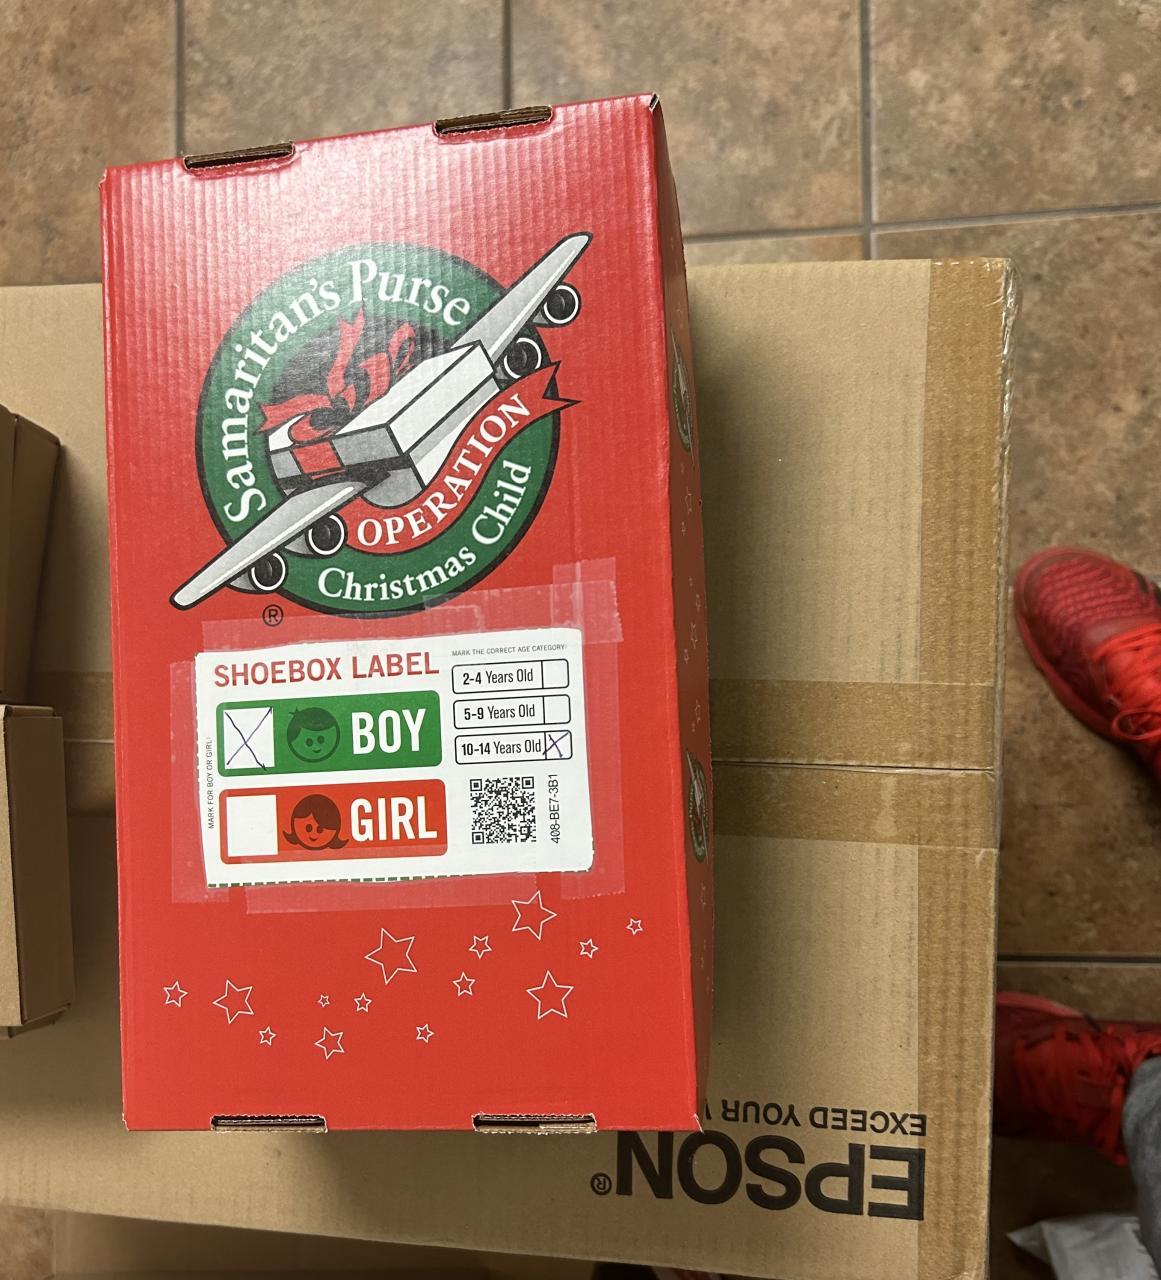 Samaritan's Purse
OPERATION
Christmas Child
®
SHOEBOX LABEL
MARK FOR BOY OR GIRL:
BOY
GIRL
MARK THE CORRECT AGE CATEGORY:
2-4 Years Old
5-9 Years Old
10-14 Years Old
408-BE7-3B1
EPSON®
EXCEED YOUR